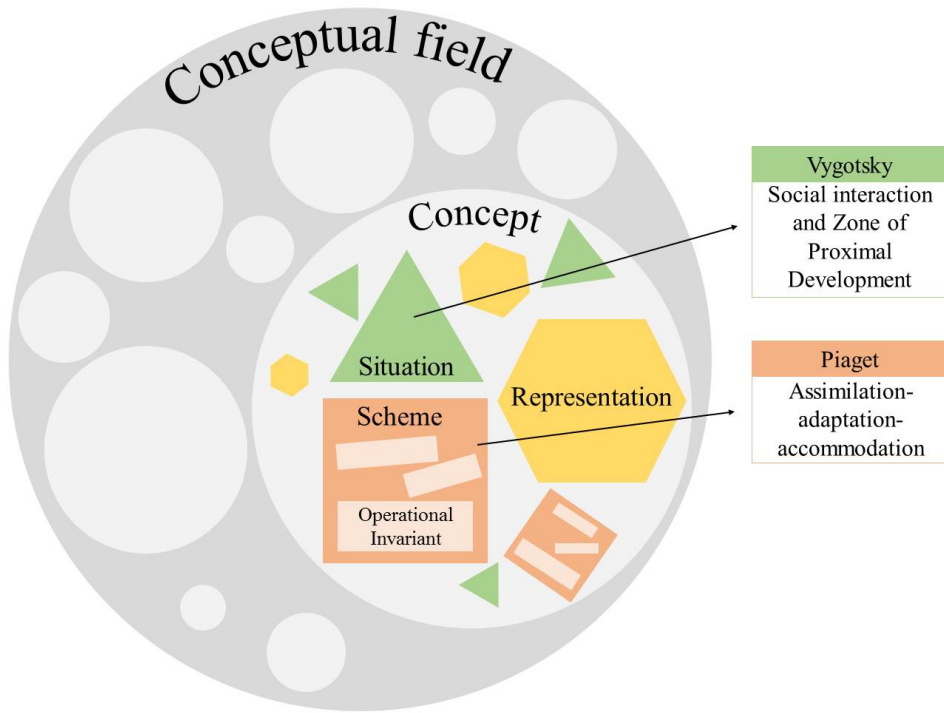 Conceptual field
Concept
Situation
Representation
Scheme
Operational
Invariant
Vygotsky
Social interaction
and Zone of
Proximal
Development
Piaget
Assimilation-
adaptation-
accommodation